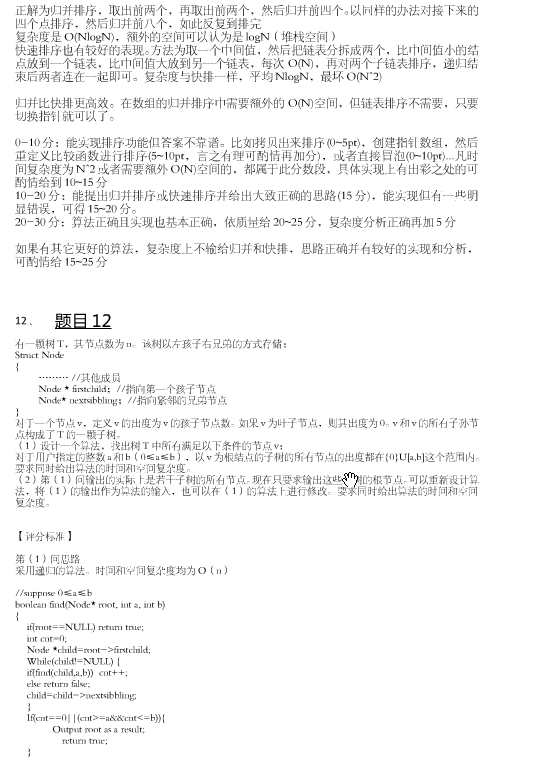 正解为归并排序，取出前两个，再取出前两个，然后归并前四个。以同样的办法对接下来的
四个点排序，然后归并前八个，如此反复到排完
复杂度是 O(NlogN)，额外的空间可以认为是 logN（堆栈空间）
快速排序也有较好的表现。方法为取一个中间值，然后把链表分拆成两个，比中间值小的结
点放到一个链表，比中间值大放到另一个链表，每次 O(N)，再对两个子链表排序，递归结
束后两者连在一起即可。复杂度与快排一样，平均 NlogN，最坏 O(N^2)
归并比快排更高效。在数组的归并排序中需要额外的 O(N)空间，但链表排序不需要，只要
切换指针就可以了。
0–10 分：能实现排序功能但答案不靠谱。比如拷贝出来排序(0~5pt)，创建指针数组，然后
重定义比较函数进行排序(5~10pt，言之有理可酌情再加分)，或者直接冒泡(0~10pt)...凡时
间复杂度为 N^2 或者需要额外 O(N)空间的，都属于此分数段，具体实现上有出彩之处的可
酌情给到 10~15 分
10–20 分：能提出归并排序或快速排序并给出大致正确的思路(15 分)，能实现但有一些明
显错误，可得 15~20 分。
20–30 分：算法正确且实现也基本正确，依质量给 20~25 分，复杂度分析正确再加 5 分
如果有其它更好的算法，复杂度上不输给归并和快排，思路正确并有较好的实现和分析，
可酌情给 15~25 分
12、 题目 12
有一颗树 T，其节点数为 n。该树以左孩子右兄弟的方式存储：
Struct Node
{
……… //其他成员
Node * firstchild；//指向第一个孩子节点
Node* nextsibbling；//指向紧邻的兄弟节点
}
对于一个节点 v，定义 v 的出度为 v 的孩子节点数。如果 v 为叶子节点，则其出度为 0。v 和 v 的所有子孙节
点构成了 T 的一颗子树。
（1）设计一个算法，找出树 T 中所有满足以下条件的节点 v：
对于用户指定的整数 a 和 b（0≤a≤b），以 v 为根结点的子树的所有节点的出度都在{0}U[a,b]这个范围内。
要求同时给出算法的时间和空间复杂度。
（2）第（1）问输出的实际上是若干子树的所有节点。现在只要求输出这些树的根节点。可以重新设计算
法，将（1）的输出作为算法的输入，也可以在（1）的算法上进行修改。要求同时给出算法的时间和空间
复杂度。
【评分标准】
第（1）问思路
采用递归的算法。时间和空间复杂度均为 O（n）
//suppose 0≤a≤b
boolean find(Node* root, int a, int b)
{
if(root==NULL) return true;
int cnt=0;
Node *child=root–>firstchild;
While(child!=NULL) {
if(find(child,a,b)) cnt++;
else return false;
child=child–>nextsibbling;
}
If(cnt==0||(cnt>=a&&cnt<=b)){
Output root as a result;
return true;
}